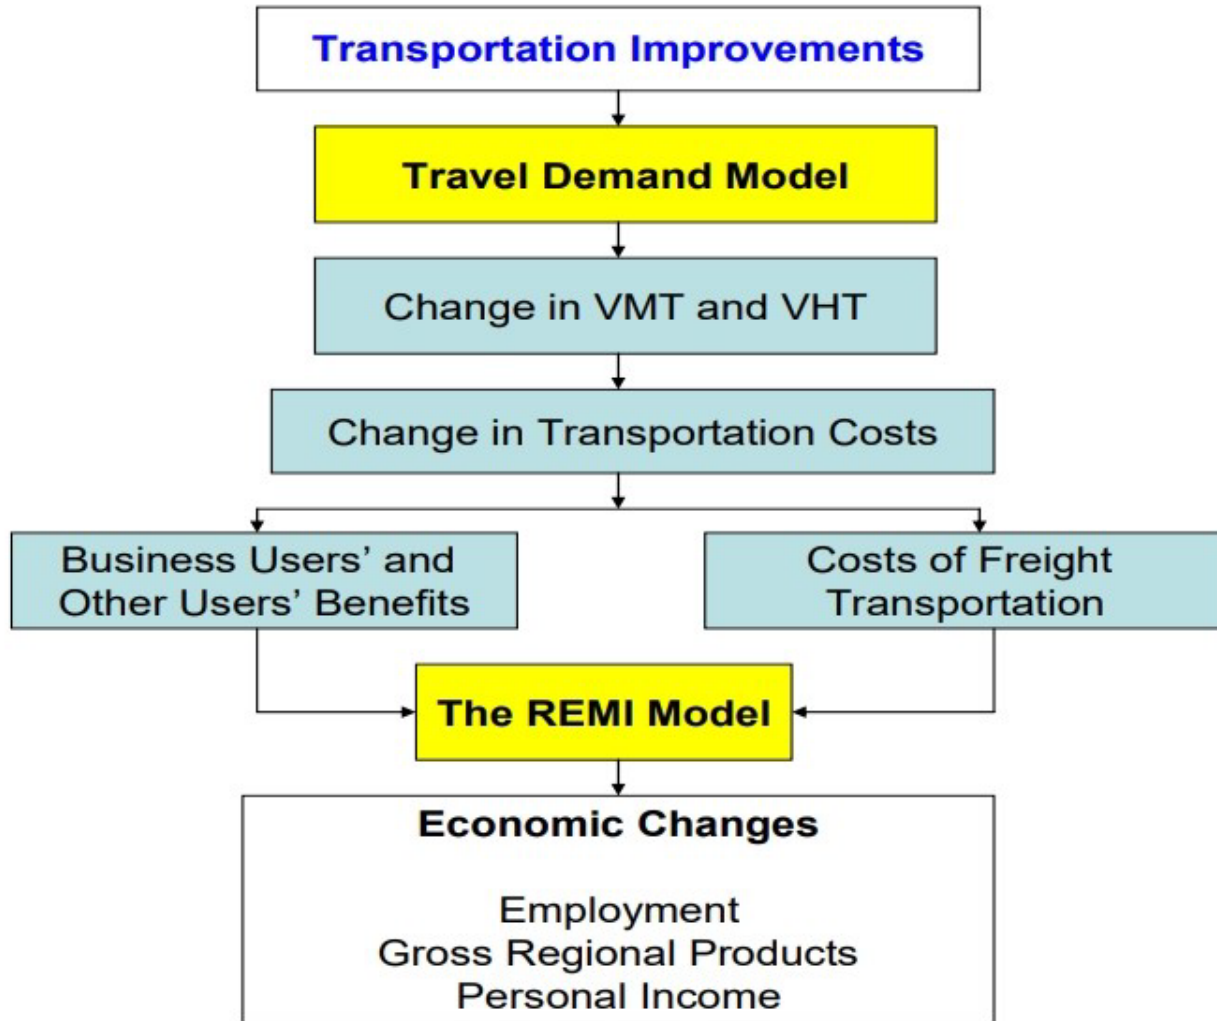 Transportation Improvements
Travel Demand Model
Change in VMT and VHT
Change in Transportation Costs
Business Users’ and
Other Users’ Benefits
Costs of Freight
Transportation
The REMI Model
Economic Changes
Employment
Gross Regional Products
Personal Income